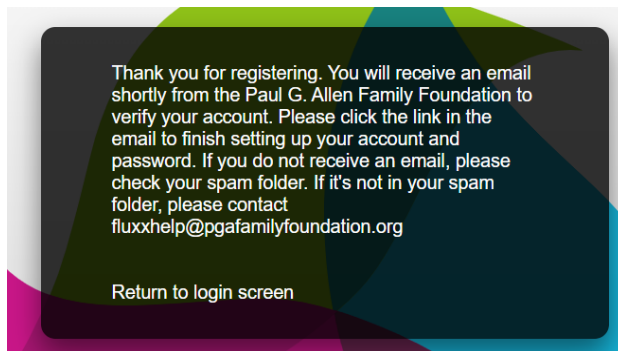 Thank you for registering. You will receive an email
shortly from the Paul G. Allen Family Foundation to
verify your account. Please click the link in the
email to finish setting up your account and
password. If you do not receive an email, please
check your spam folder. If it's not in your spam
folder, please contact
fluxxhelp@pgafamilyfoundation.org
Return to login screen